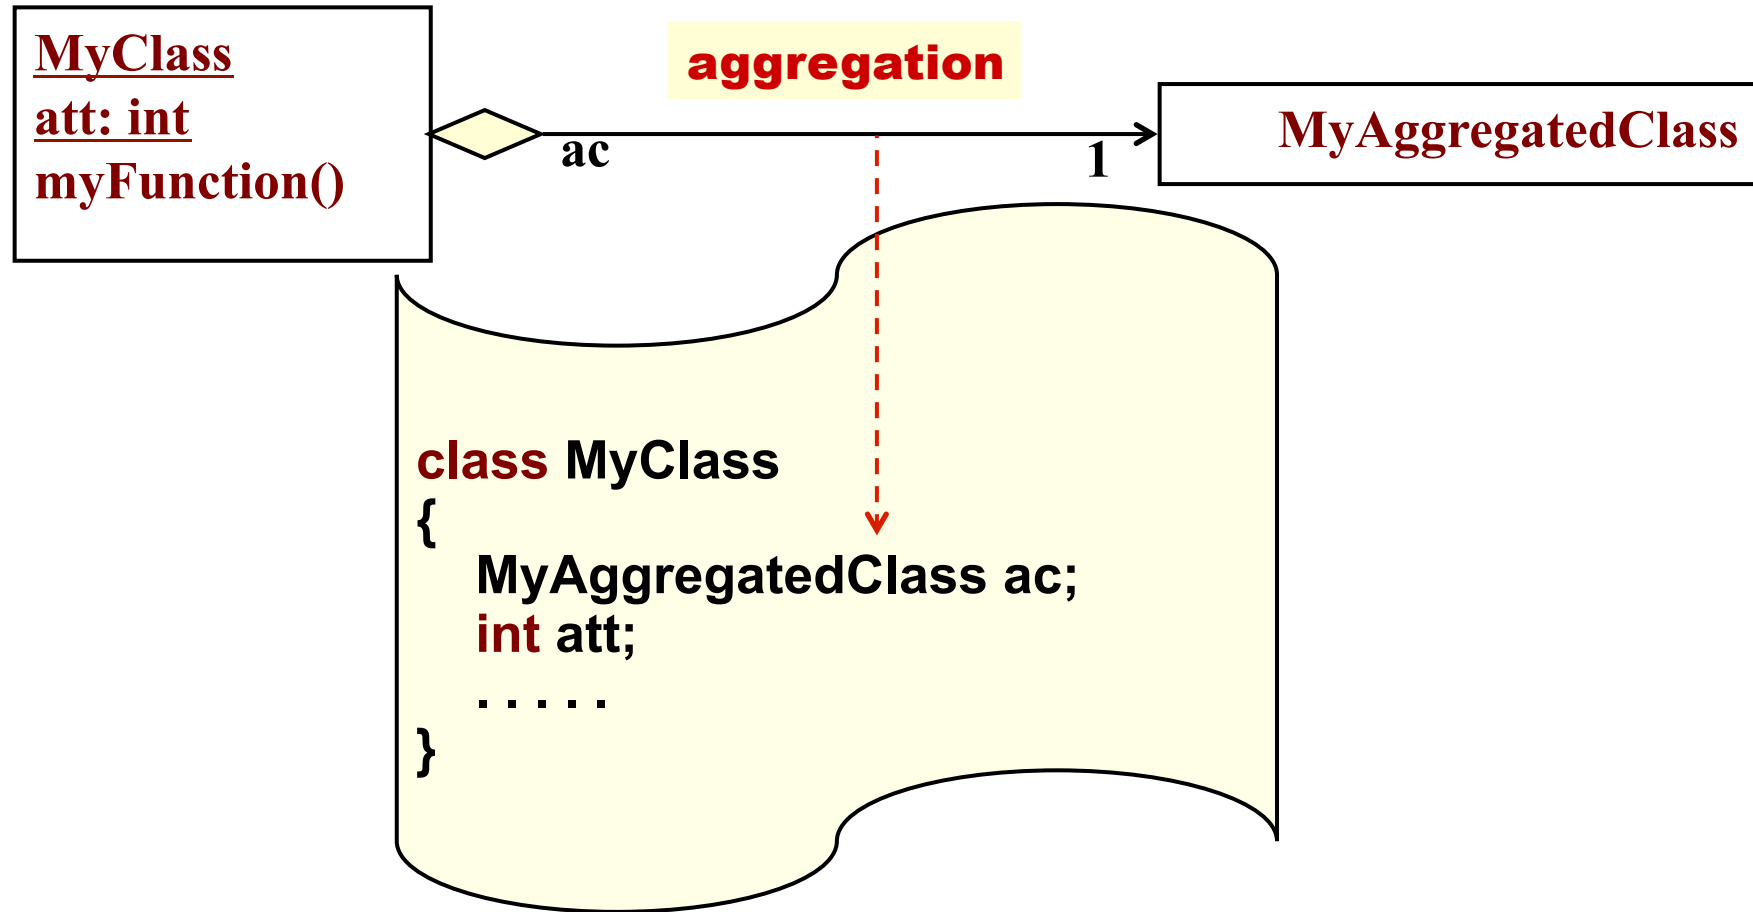 MyClass
att: int
myFunction()
aggregation
ac
1
MyAggregatedClass
class MyClass
{
MyAggregatedClass ac;
int att;
. . . . .
}